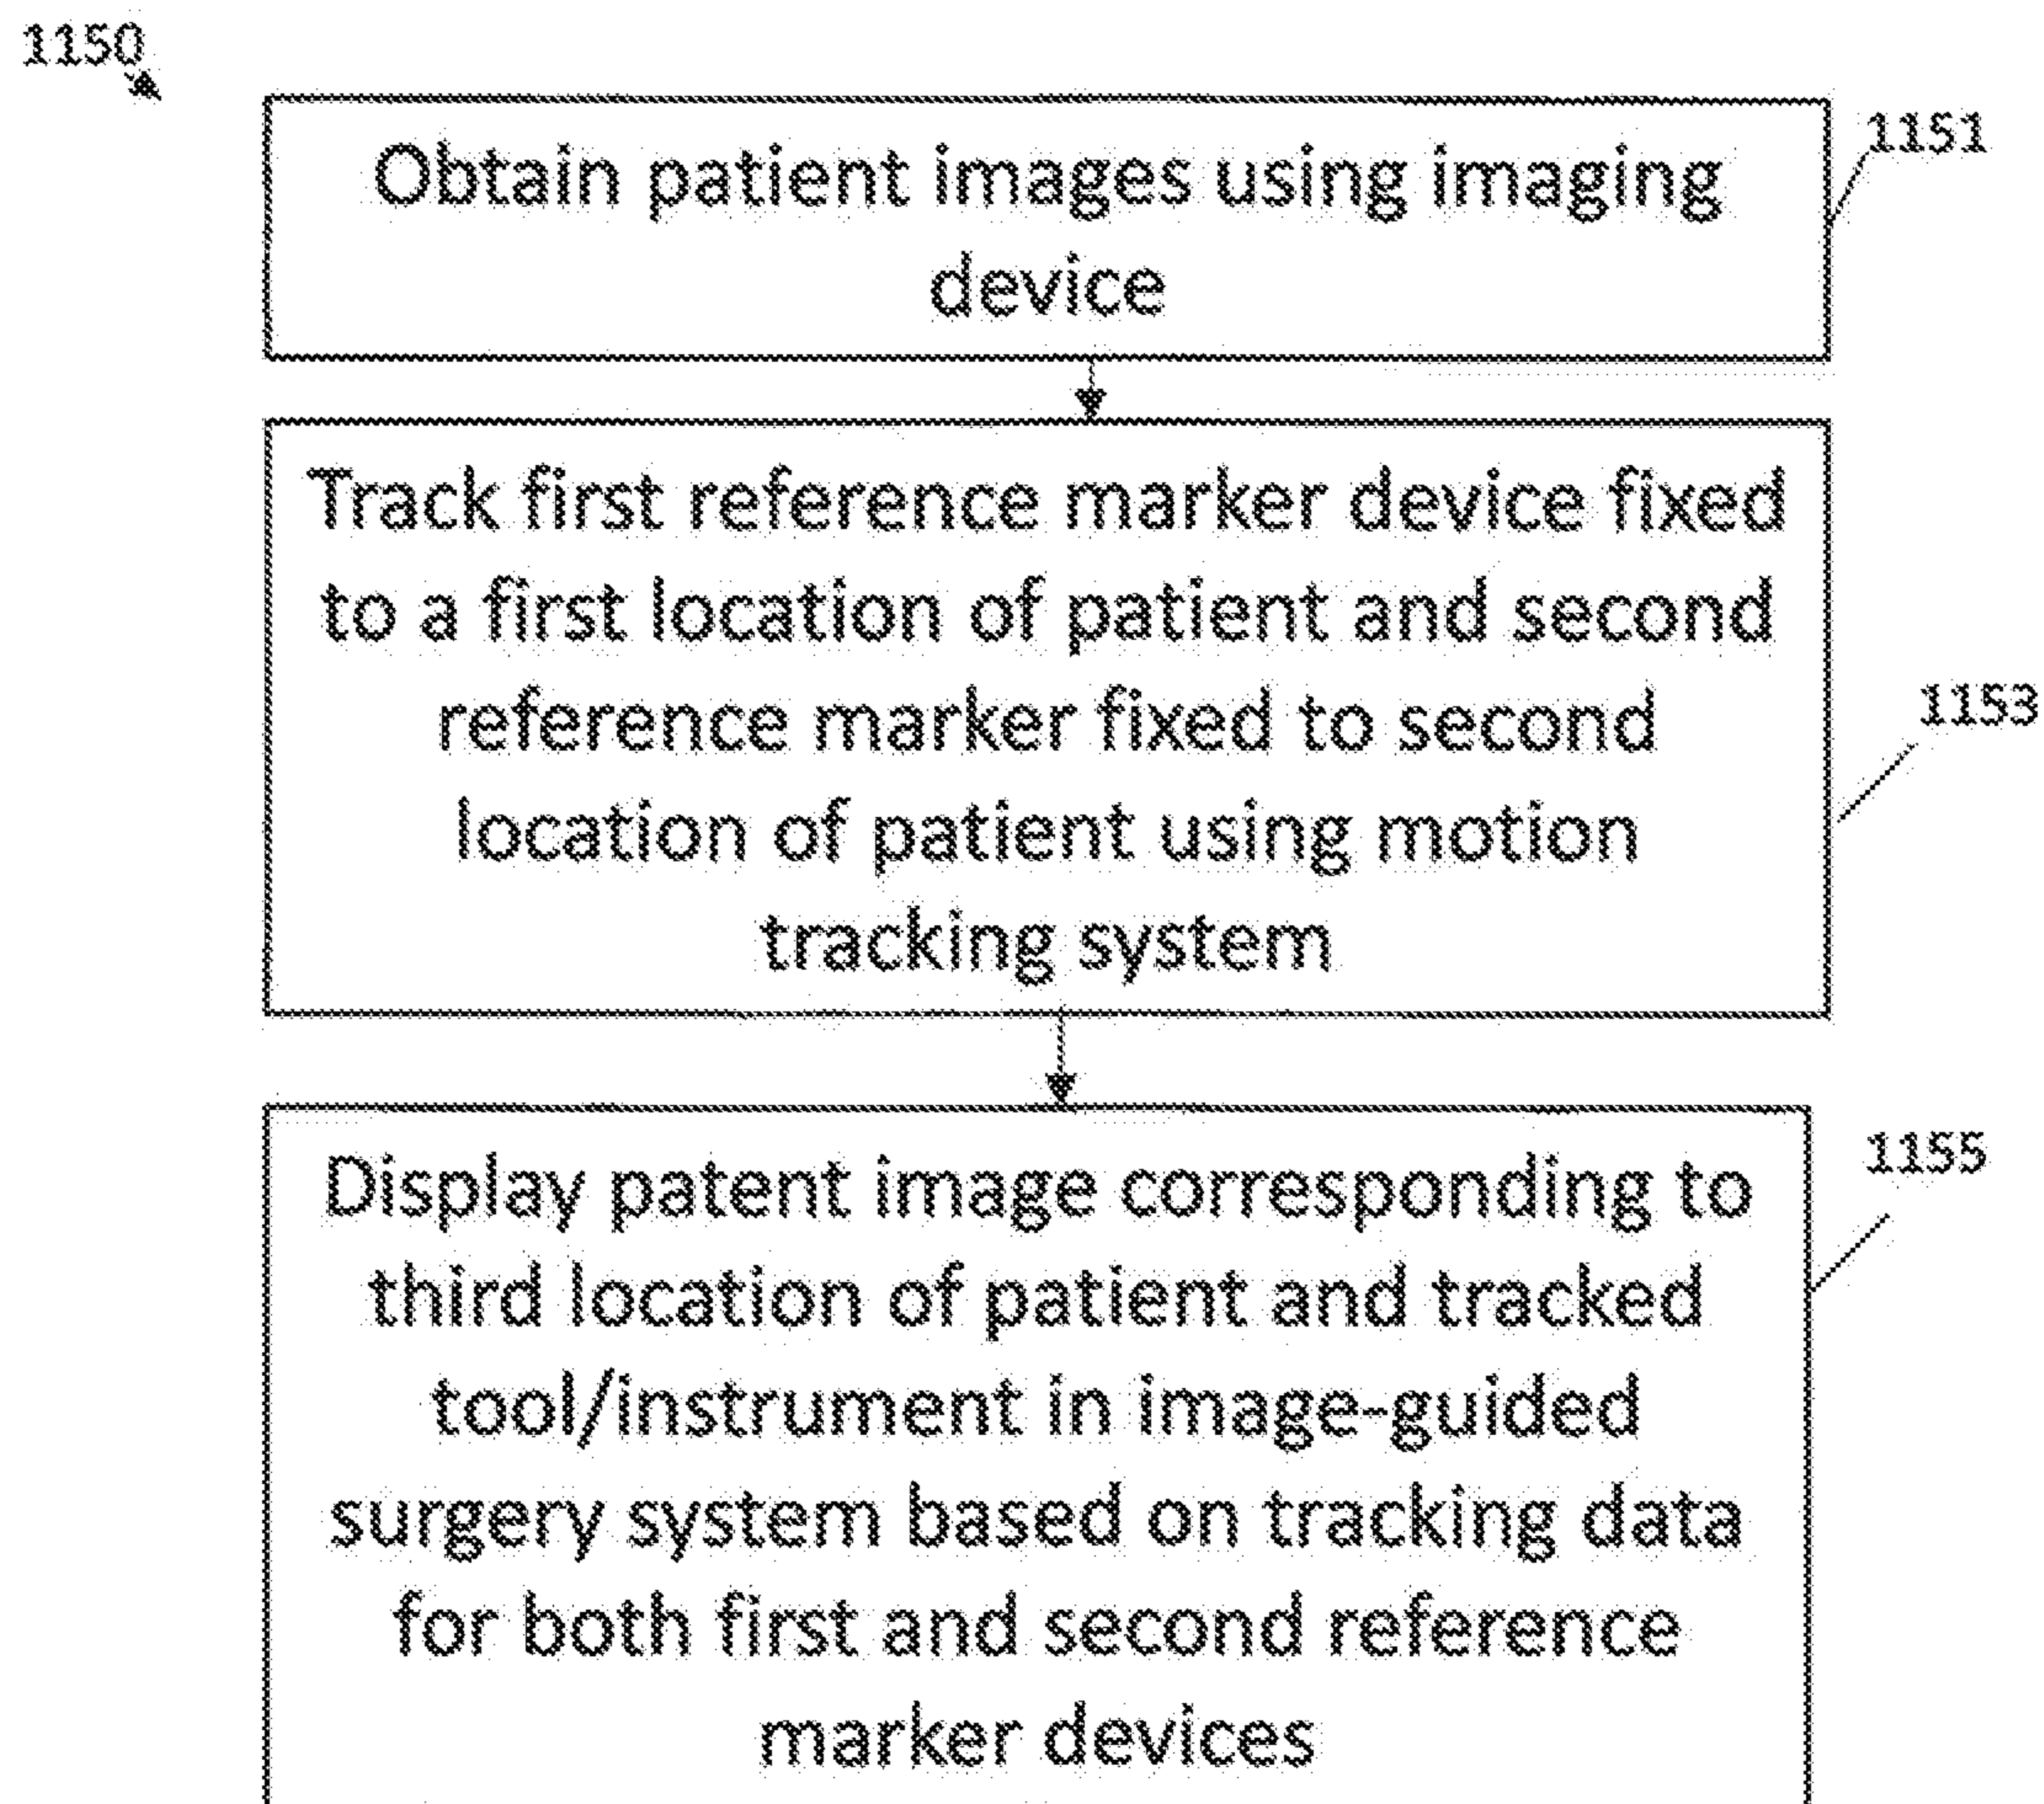 1150
Obtain patient images using imaging
device
1151
Track first reference marker device fixed
to a first location of patient and second
reference marker fixed to second
location of patient using motion
tracking system
1153
Display patent image corresponding to
third location of patient and tracked
tool/instrument in image-guided
surgery system based on tracking data
for both first and second reference
marker devices
1155